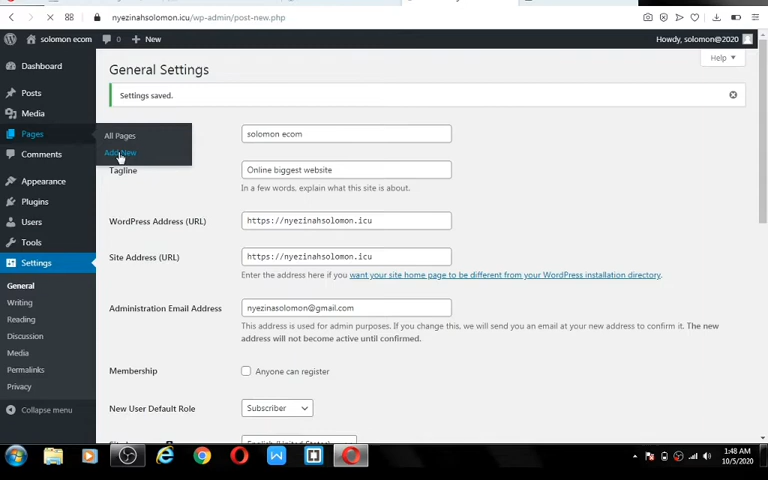 nyezinahsolomon.icu/wp-admin/post-new.php
solomon ecom 0 New Howdy, solomon@2020
Help
Dashboard
Posts
Media
Pages
All Pages
Add New
Comments
Appearance
Plugins
Users
Tools
Settings
General
Writing
Reading
Discussion
Media
Permalinks
Privacy
Collapse menu
General Settings
Settings saved.
solomon ecom
Tagline Online biggest website
In a few words, explain what this site is about.
WordPress Address (URL) https://nyezinahsolomon.icu
Site Address (URL) https://nyezinahsolomon.icu
Enter the address here if you want your site home page to be different from your WordPress installation directory.
Administration Email Address nyezinasolomon@gmail.com
This address is used for admin purposes. If you change this, we will send you an email at your new address to confirm it. The new
address will not become active until confirmed.
Membership Anyone can register
New User Default Role Subscriber
English (United States)
1:48 AM
10/5/2020